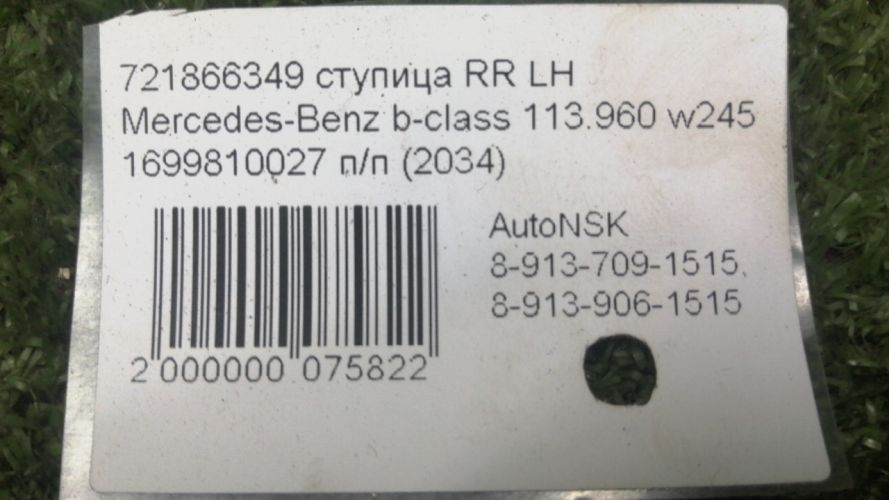 721866349 ступица RR LH
Mercedes-Benz b-class 113.960 w245
1699810027 п/п (2034)
AutoNSK
8-913-709-1515,
8-913-906-1515
2 000000 075822